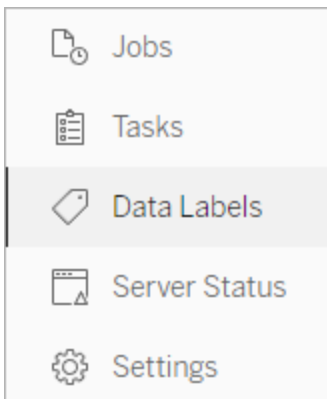 Jobs
Tasks
Data Labels
Server Status
Settings